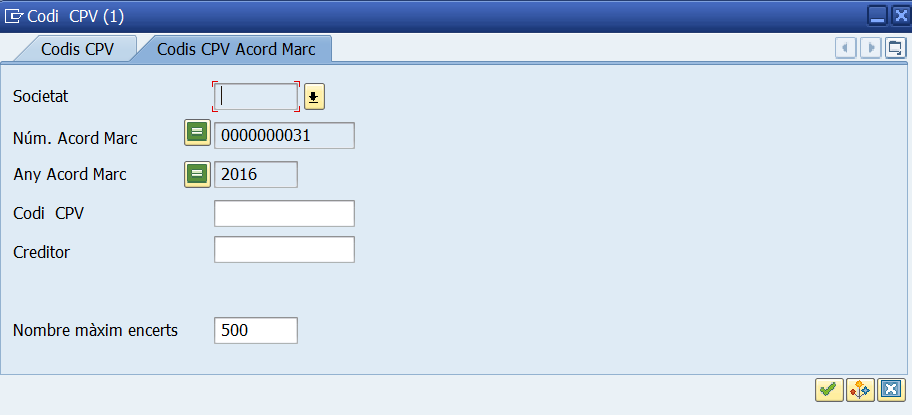 Codi  CPV (1)
Codis CPV
Codis CPV Acord Marc
Societat
Núm. Acord Marc 0000000031
Any Acord Marc 2016
Codi  CPV
Creditor
Nombre màxim encerts 500